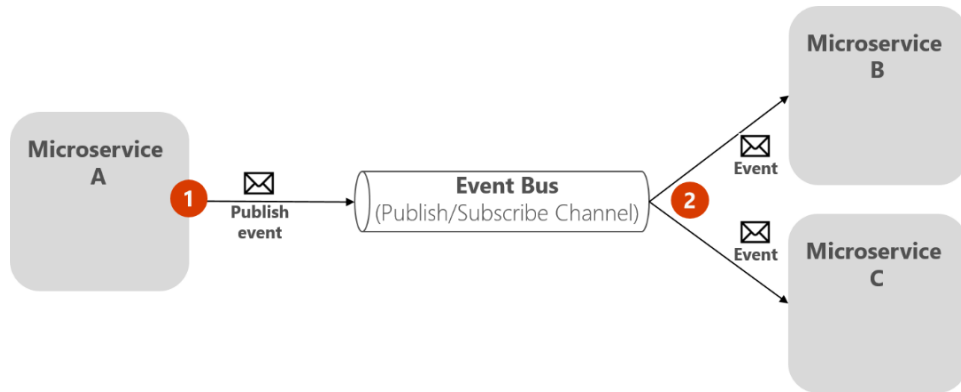 Microservice
A
1
Publish
event
Event Bus
(Publish/Subscribe Channel)
2
Event
Event
Microservice
B
Microservice
C